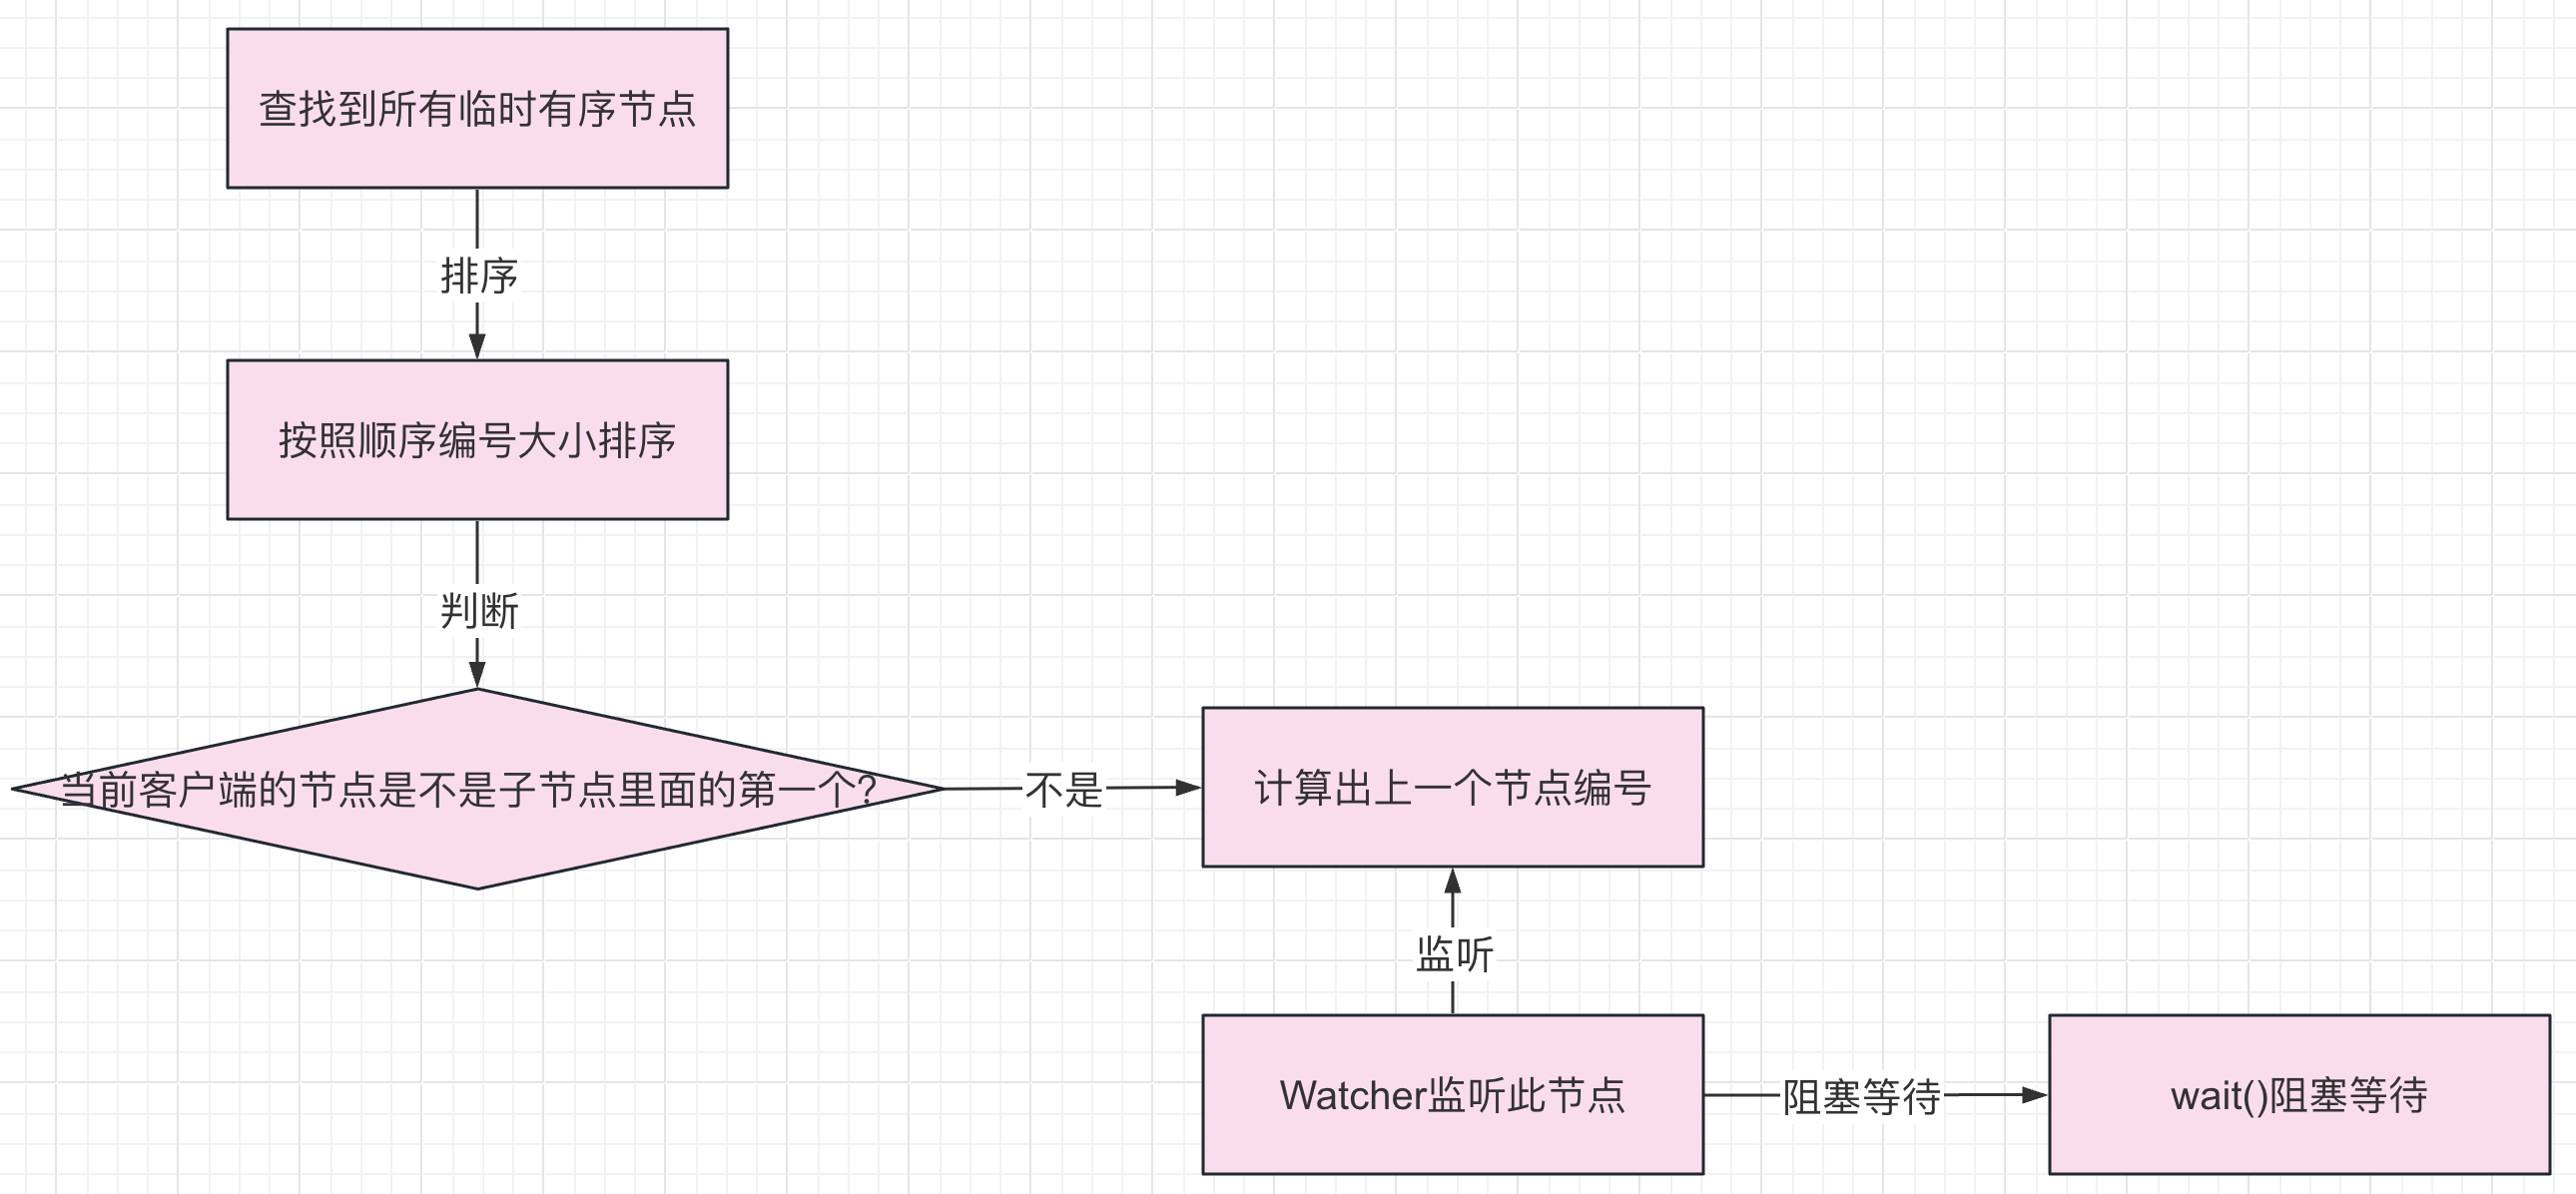 查找到所有临时有序节点
排序
按照顺序编号大小排序
判断
当前客户端的节点是不是子节点里面的第一个?
不是
计算出上一个节点编号
监听
Watcher监听此节点
阻塞等待
wait()阻塞等待